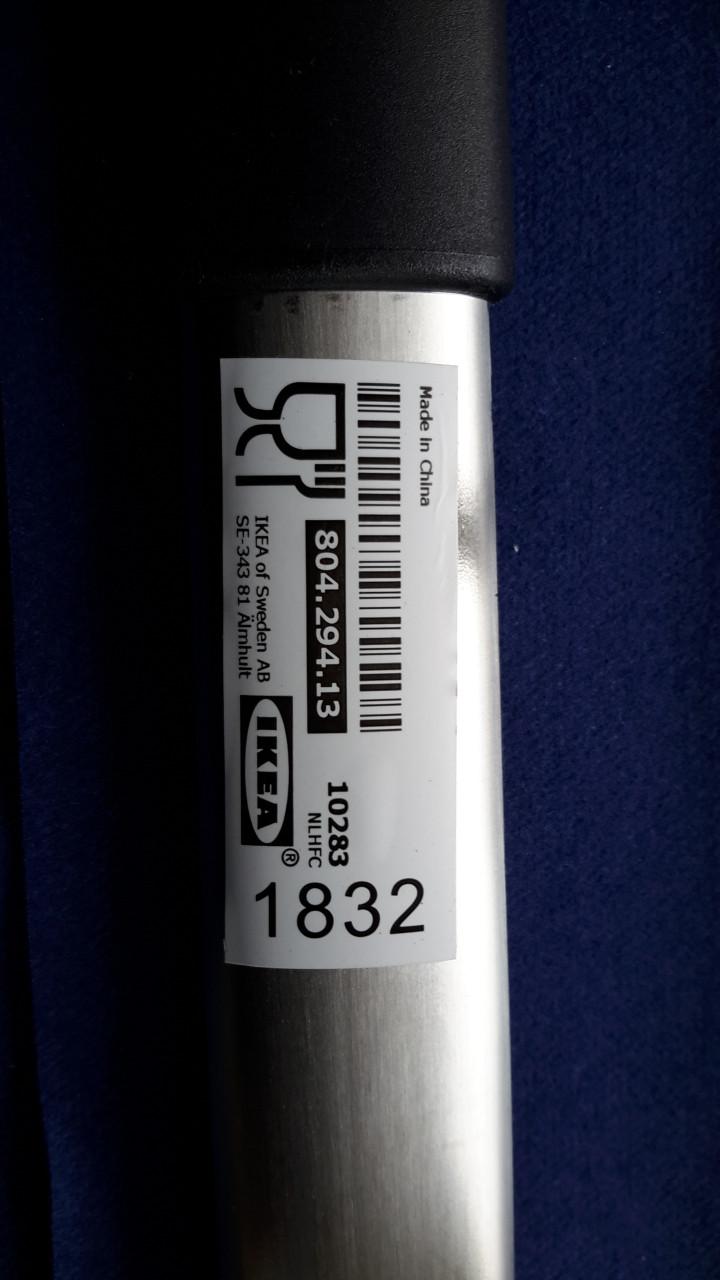 Made in China
804.294.13
10283
NLHFC
IKEA of Sweden AB
SE-343 81 Älmhult
IKEA®
1832